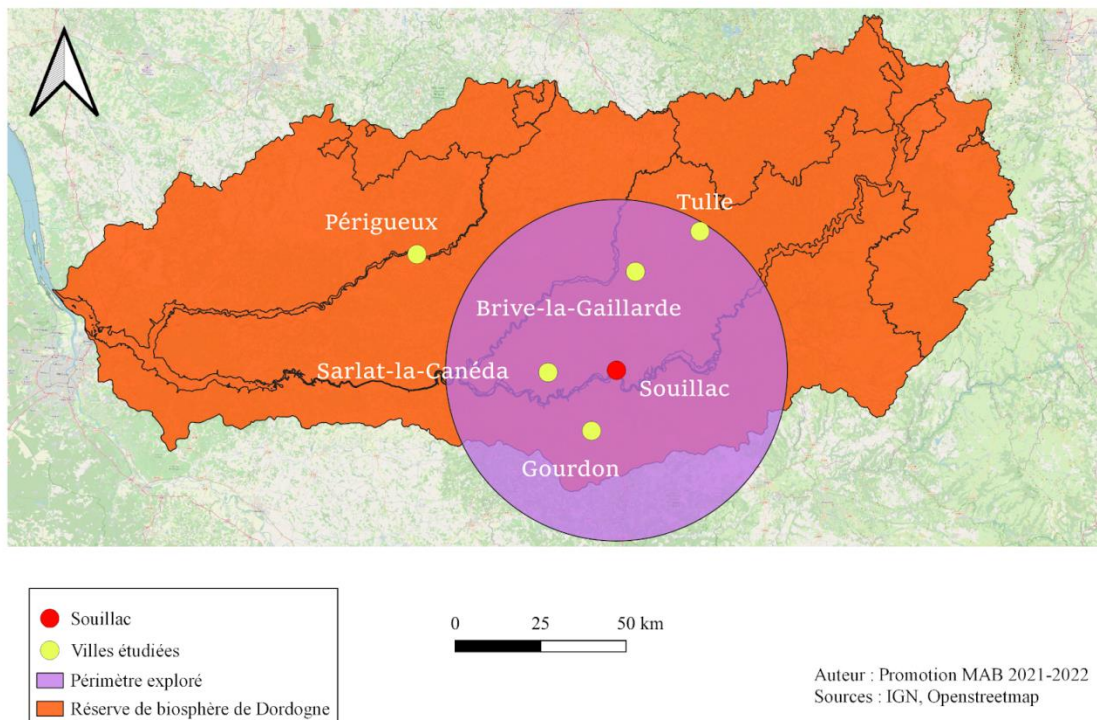 Tulle
Périgueux
Brive-la-Gaillarde
Sarlat-la-Canéda
Souillac
Gourdon
Souillac
Villes étudiées
Périmètre exploré
Réserve de biosphère de Dordogne
0 25 50 km
Auteur : Promotion MAB 2021-2022
Sources : IGN, Openstreetmap